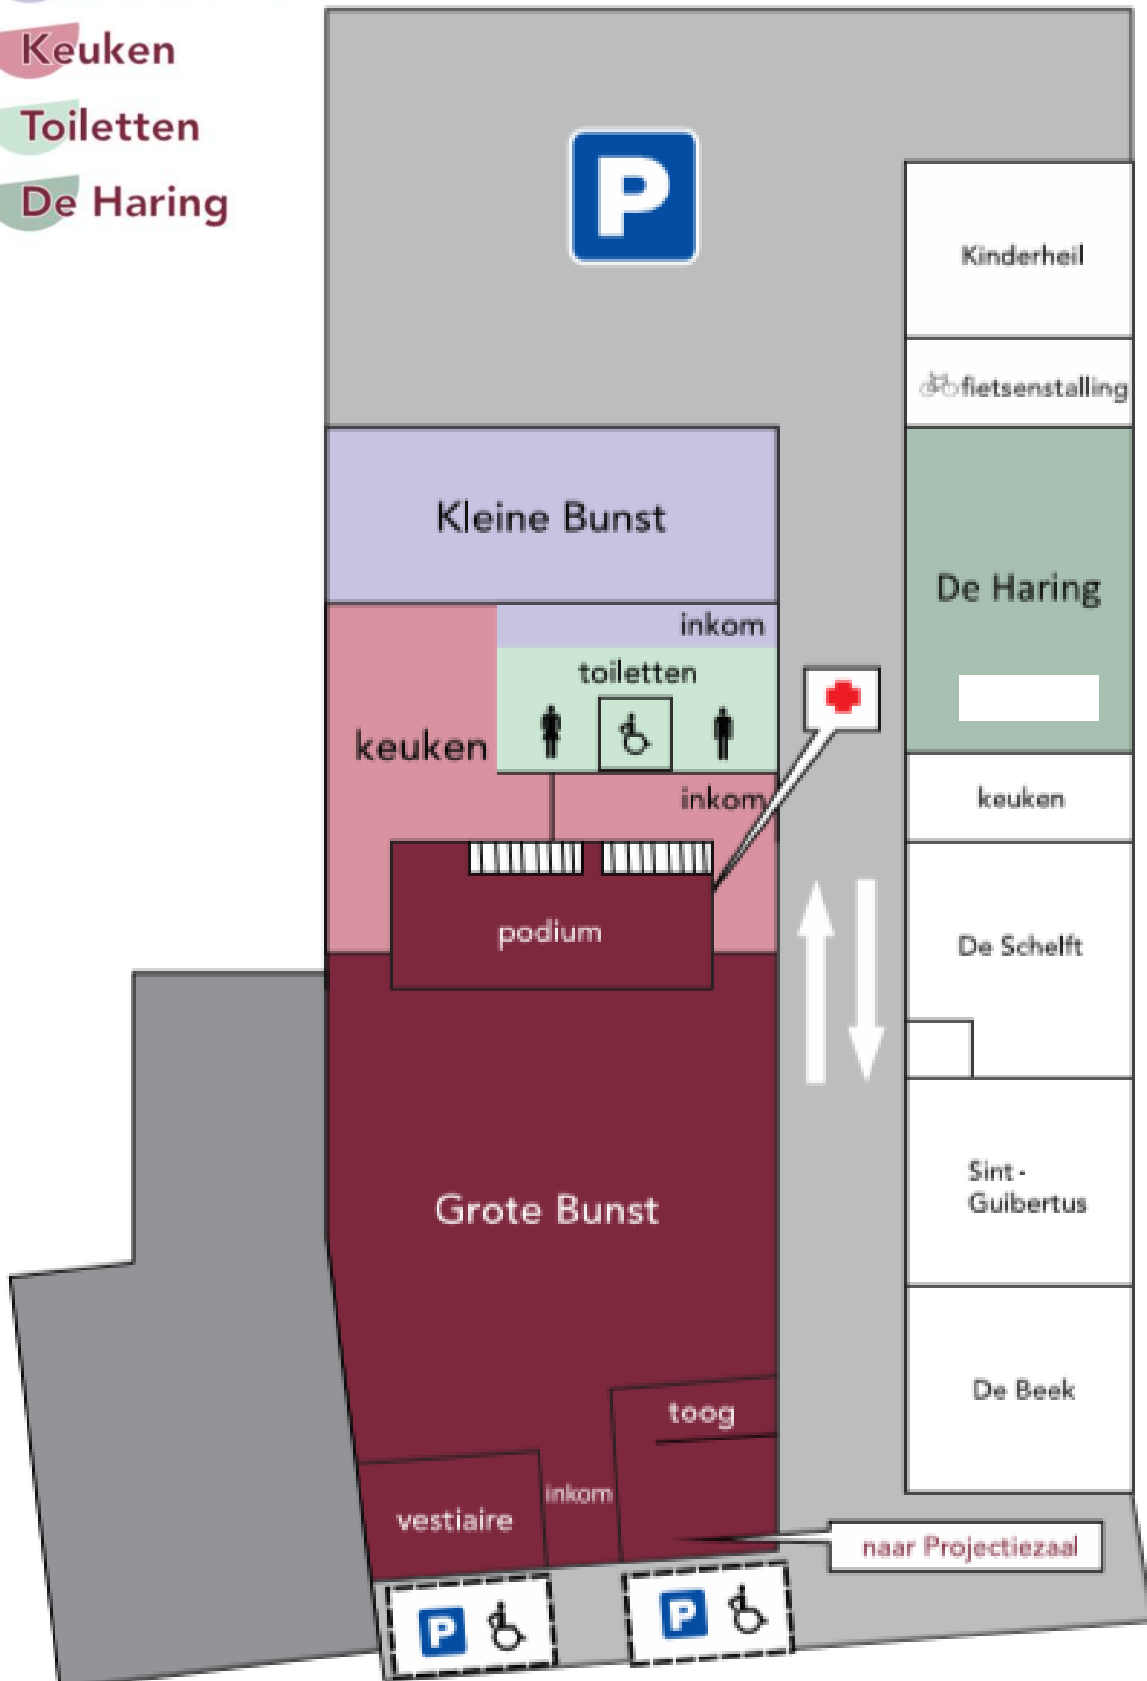 Keuken
Toiletten
De Haring
P
Kinderheil
fietsenstalling
Kleine Bunst
De Haring
inkom
toiletten
keuken
inkom
keuken
podium
De Schelft
Sint-
Guibertus
Grote Bunst
De Beek
toog
inkom
vestiaire
naar Projectiezaal
P
P